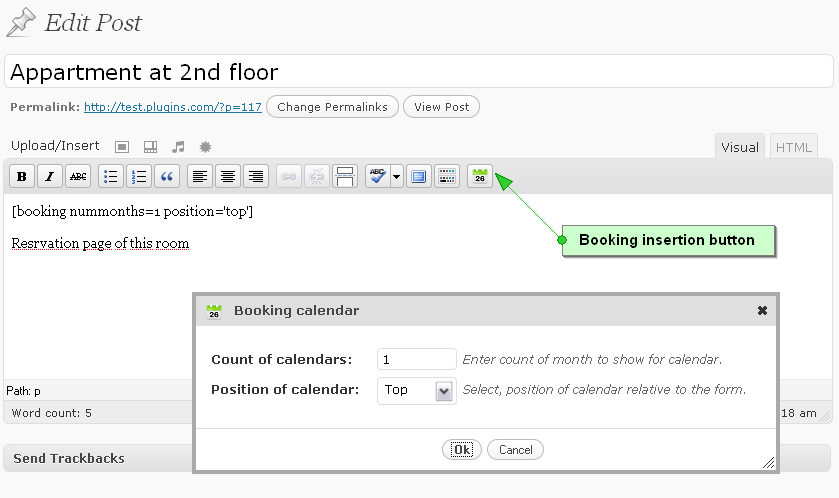 Edit Post
Appartment at 2nd floor
Permalink: http://test.plugins.com/?p=117 Change Permalinks View Post
Upload/Insert Visual HTML
B I ABC ABC 26
[booking nummonths=1 position='top']
Booking insertion button
Resrvation page of this room
26 Booking calendar
Count of calendars: 1 Enter count of month to show for calendar.
Position of calendar: Top Select, position of calendar relative to the form.
Path: p
Word count: 5 18 am
Ok Cancel
Send Trackbacks